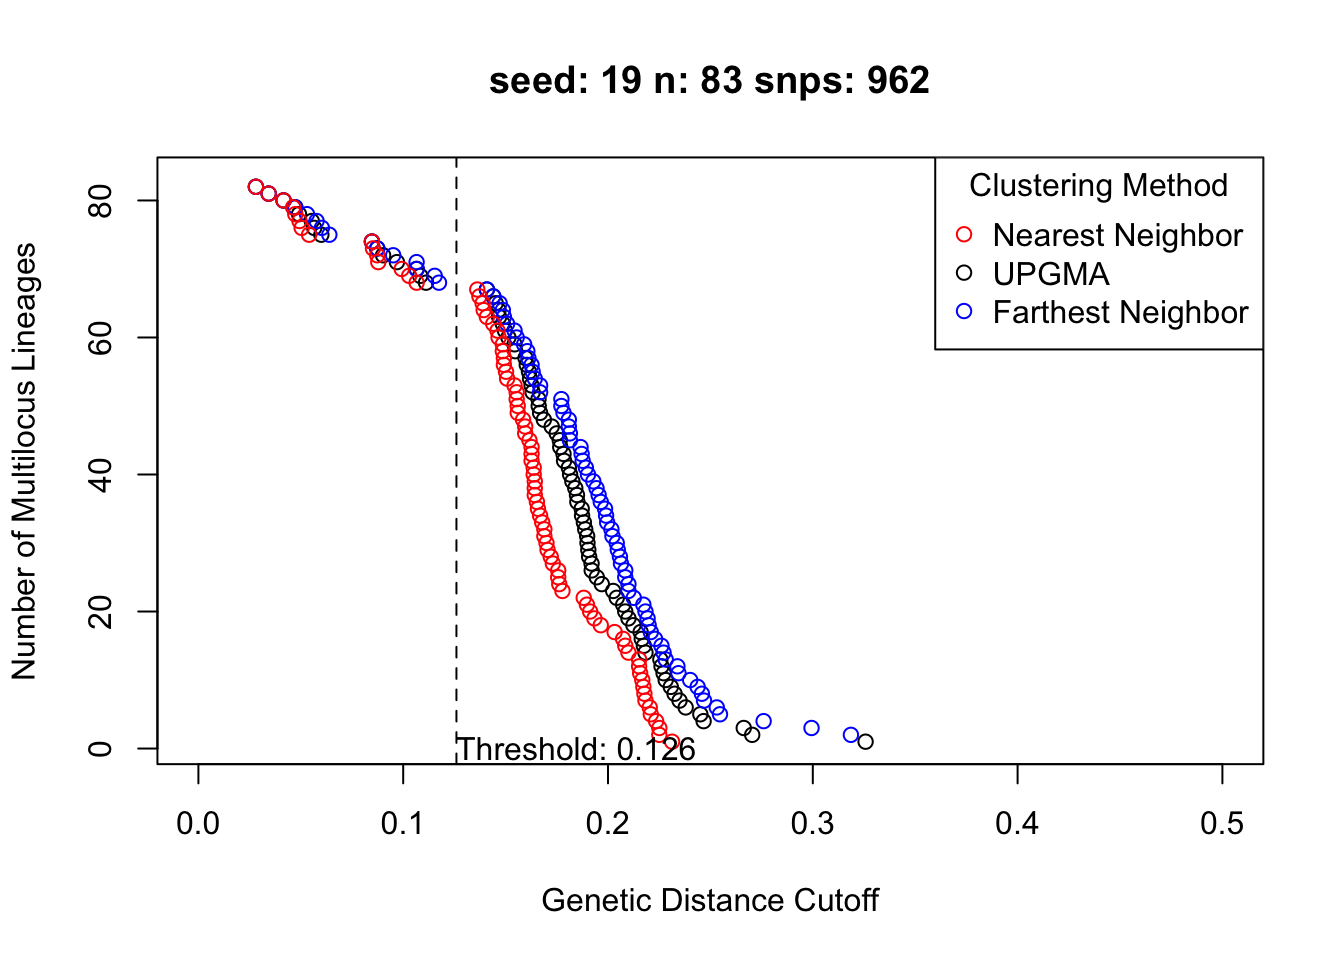 seed: 19 n: 83 snps: 962
Clustering Method
Nearest Neighbor
UPGMA
Farthest Neighbor
Number of Multilocus Lineages
80
60
40
20
0
Threshold: 0.126
0.0 0.1 0.2 0.3 0.4 0.5
Genetic Distance Cutoff